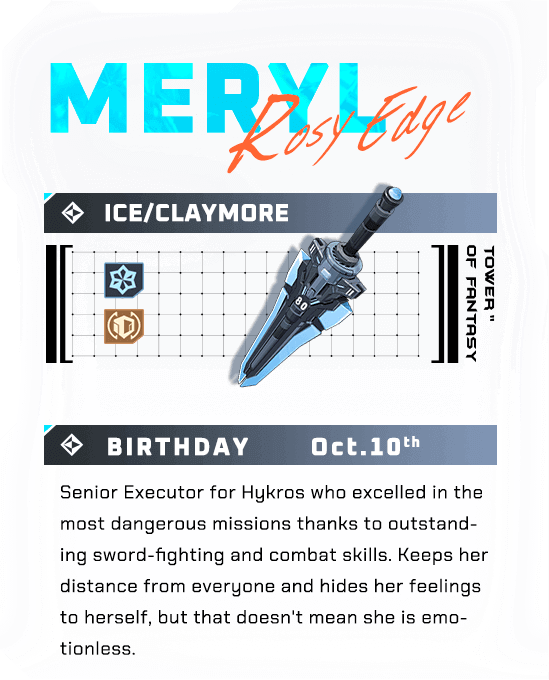 MERYL
Rosy Edge
ICE/CLAYMORE
80
TOWER"
OF FANTASY
BIRTHDAY Oct.10th
Senior Executor for Hykros who excelled in the
most dangerous missions thanks to outstand-
ing sword-fighting and combat skills. Keeps her
distance from everyone and hides her feelings
to herself, but that doesn't mean she is emo-
tionless.